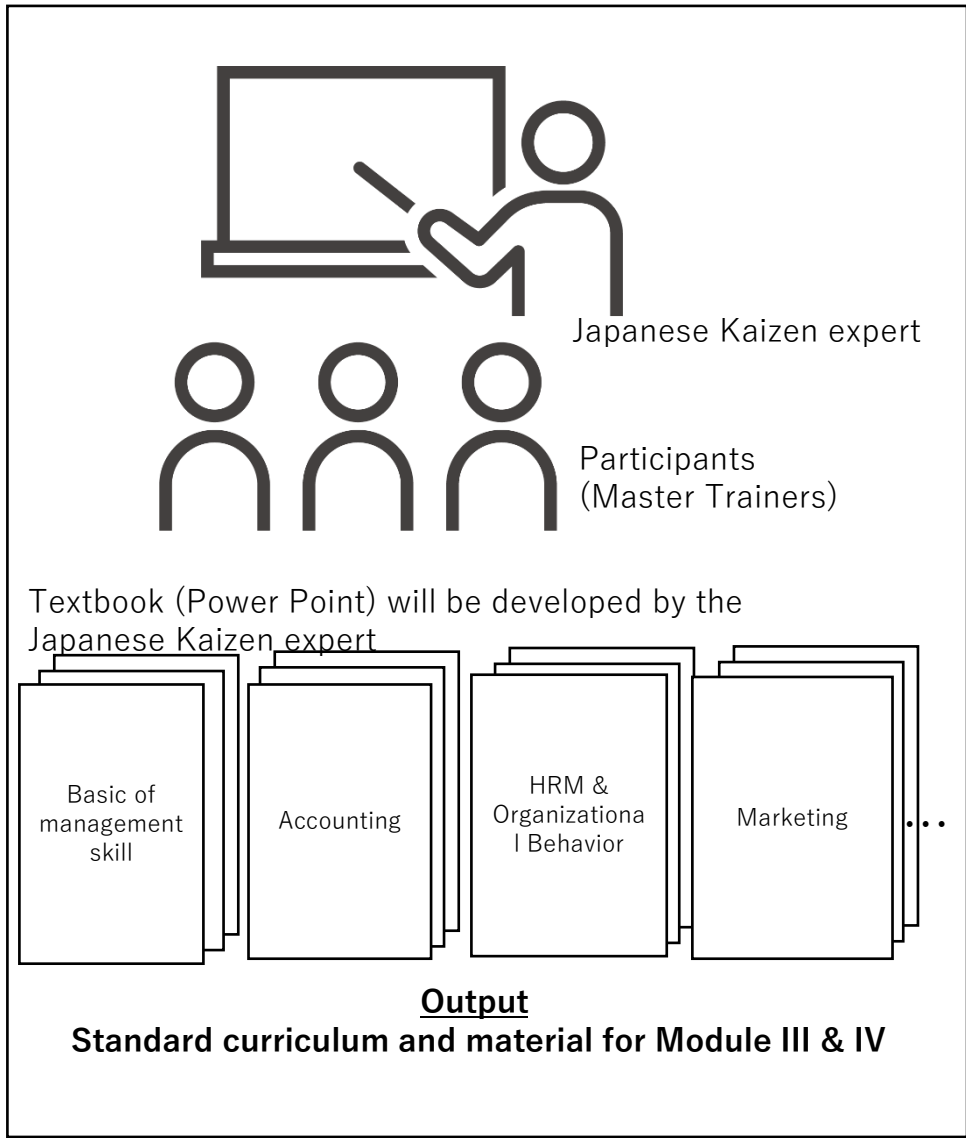 Japanese Kaizen expert
Participants
(Master Trainers)
Textbook (Power Point) will be developed by the
Japanese Kaizen expert
Basic of
management
skill
Accounting
HRM &
Organizationa
l Behavior
Marketing
...
Output
Standard curriculum and material for Module III & IV